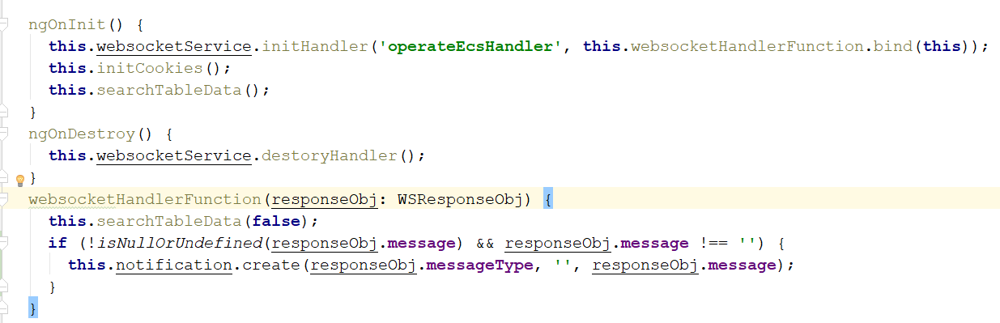 ngOnInit() {
  this.websocketService.initHandler('operateEcsHandler', this.websocketHandlerFunction.bind(this));
  this.initCookies();
  this.searchTableData();
}
ngOnDestroy() {
  this.websocketService.destoryHandler();
}
websocketHandlerFunction(responseObj: WSResponseObj) {
  this.searchTableData(false);
  if (!isNullOrUndefined(responseObj.message) && responseObj.message !== '') {
    this.notification.create(responseObj.messageType, '', responseObj.message);
  }
}